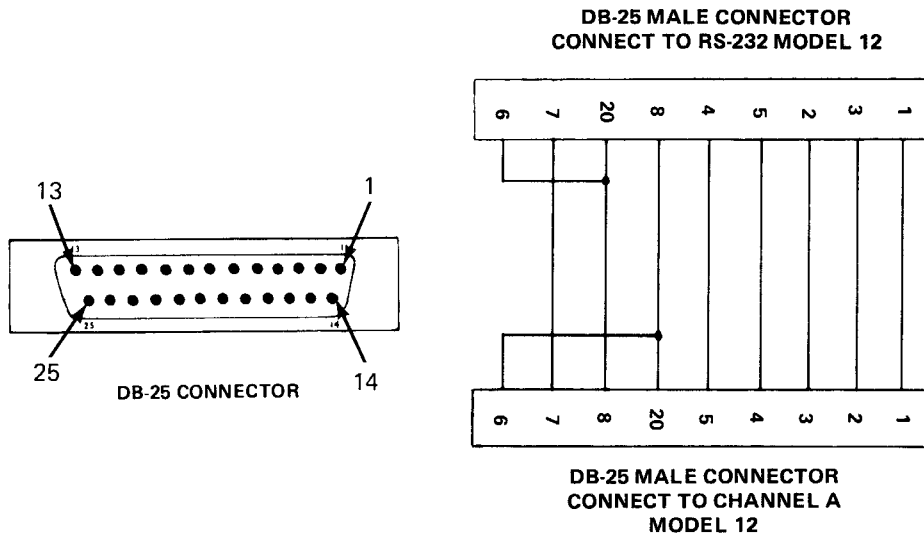 DB-25 MALE CONNECTOR
CONNECT TO RS-232 MODEL 12
6 7 20 8 4 5 2 3 1
13 1
13 1
25 14
25 14
DB-25 CONNECTOR
6 7 8 20 5 4 3 2 1
DB-25 MALE CONNECTOR
CONNECT TO CHANNEL A
MODEL 12